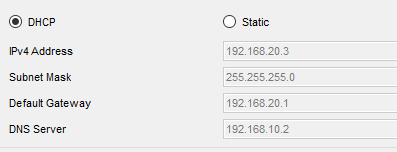 DHCP Static
IPv4 Address 192.168.20.3
Subnet Mask 255.255.255.0
Default Gateway 192.168.20.1
DNS Server 192.168.10.2